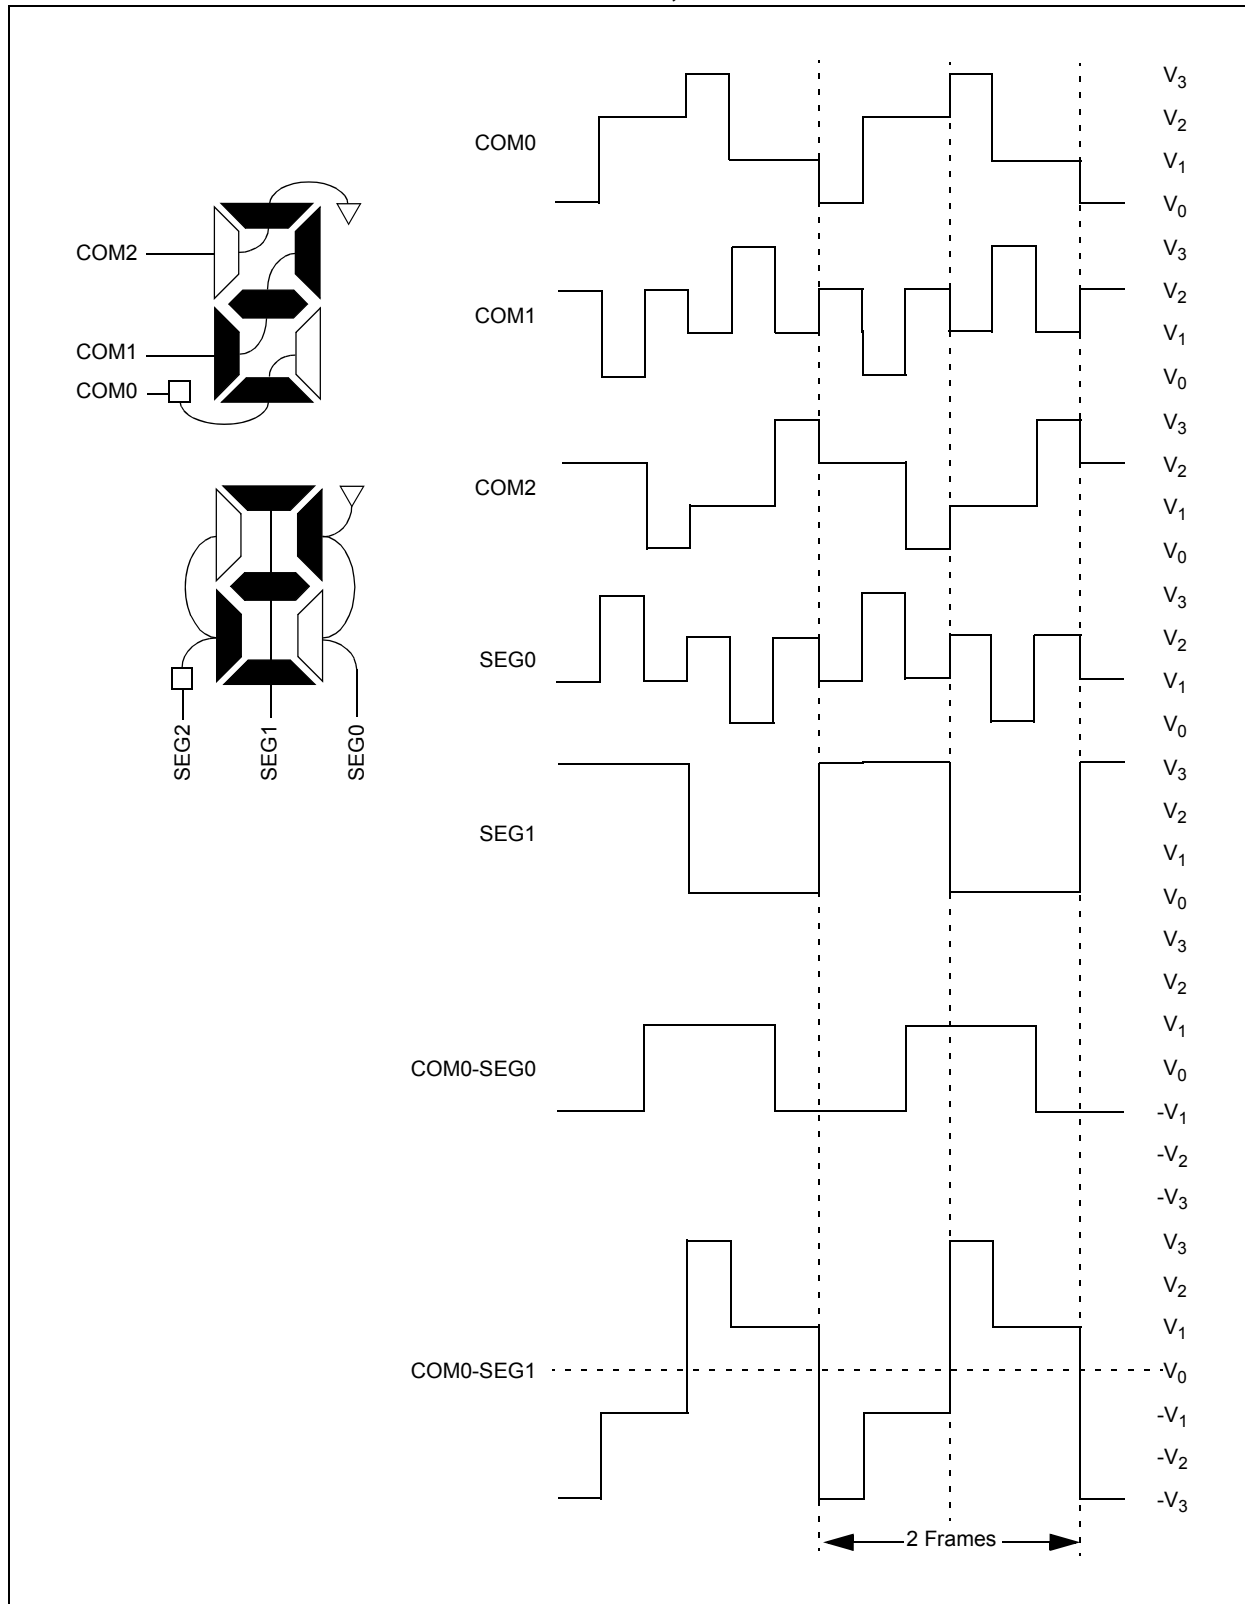 COM2
COM1
COM0
SEG2
SEG1
SEG0
COM0
V3
V2
V1
V0
COM1
V3
V2
V1
V0
COM2
V3
V2
V1
V0
SEG0
V3
V2
V1
V0
SEG1
V3
V2
V1
V0
COM0-SEG0
V3
V2
V1
V0
-V1
-V2
-V3
COM0-SEG1
V3
V2
V1
V0
-V1
-V2
-V3
2 Frames